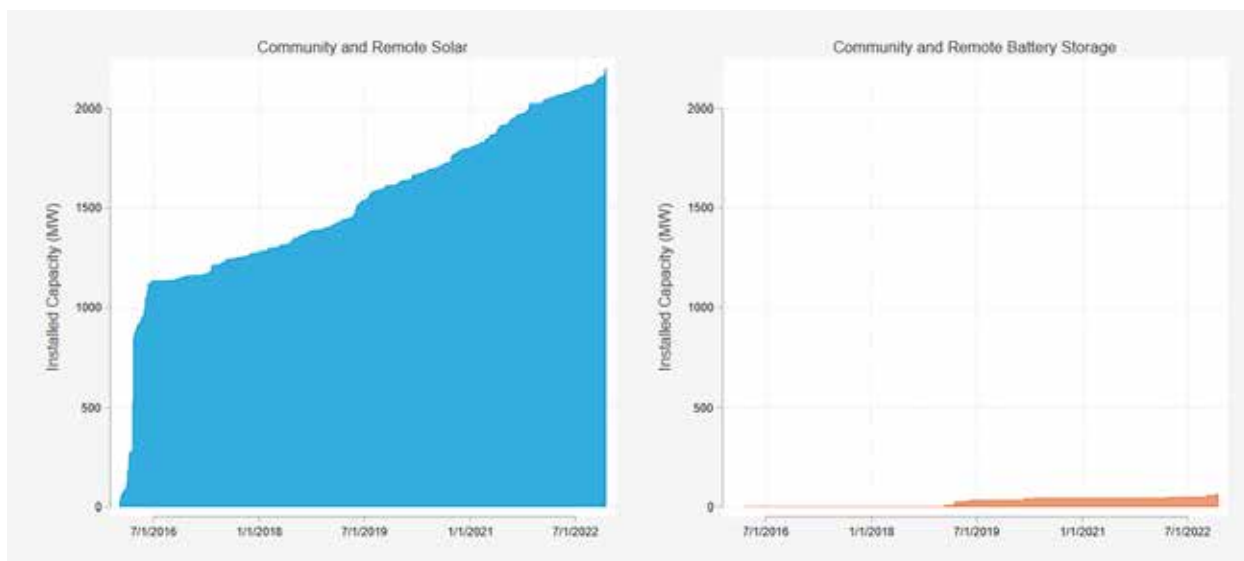 Community and Remote Solar
Installed Capacity (MW)
2000
1500
1000
500
0
7/1/2016 1/1/2018 7/1/2019 1/1/2021 7/1/2022
Community and Remote Battery Storage
Installed Capacity (MW)
2000
1500
1000
500
0
7/1/2016 1/1/2018 7/1/2019 1/1/2021 7/1/2022